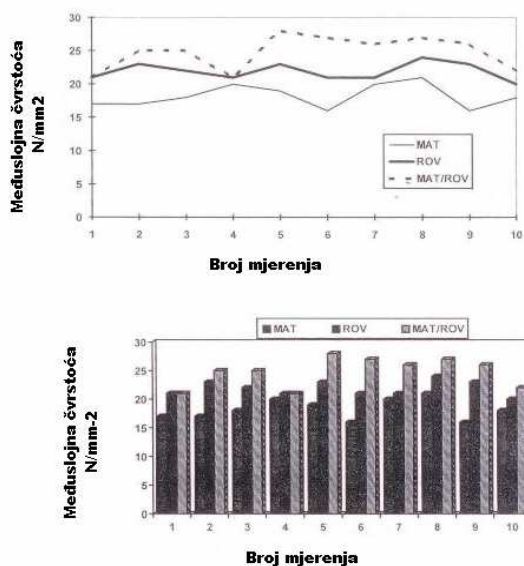 Međuslojna čvrstoća
N/mm2
30
25
20
15
10
5
0
MAT
ROV
MAT/ROV
1 2 3 4 5 6 7 8 9 10
Broj mjerenja
MAT ROV MAT/ROV
Međuslojna čvrstoća
N/mm-2
30
25
20
15
10
5
0
1 2 3 4 5 6 7 8 9 10
Broj mjerenja